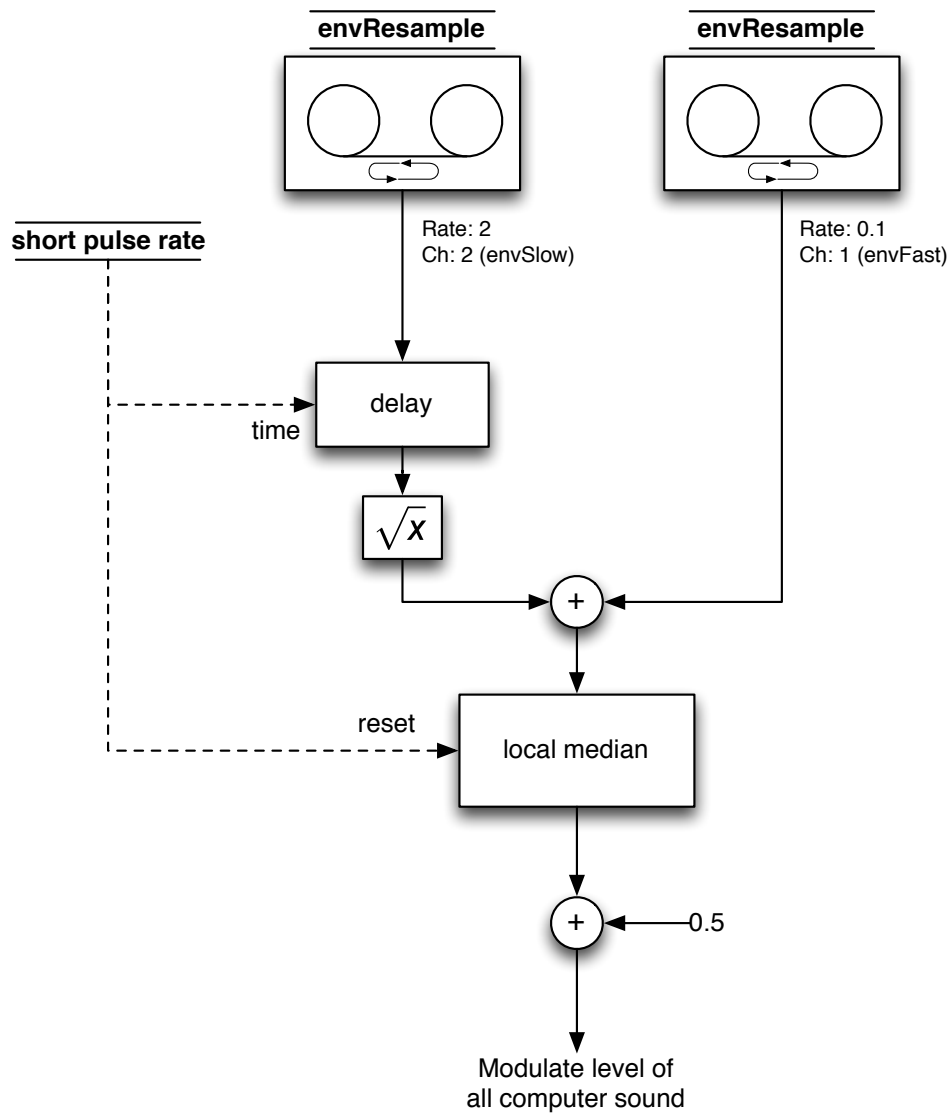 envResample
envResample
Rate: 2
Ch: 2 (envSlow)
Rate: 0.1
Ch: 1 (envFast)
short pulse rate
delay
time
√x
+
reset
local median
+
0.5
Modulate level of
all computer sound